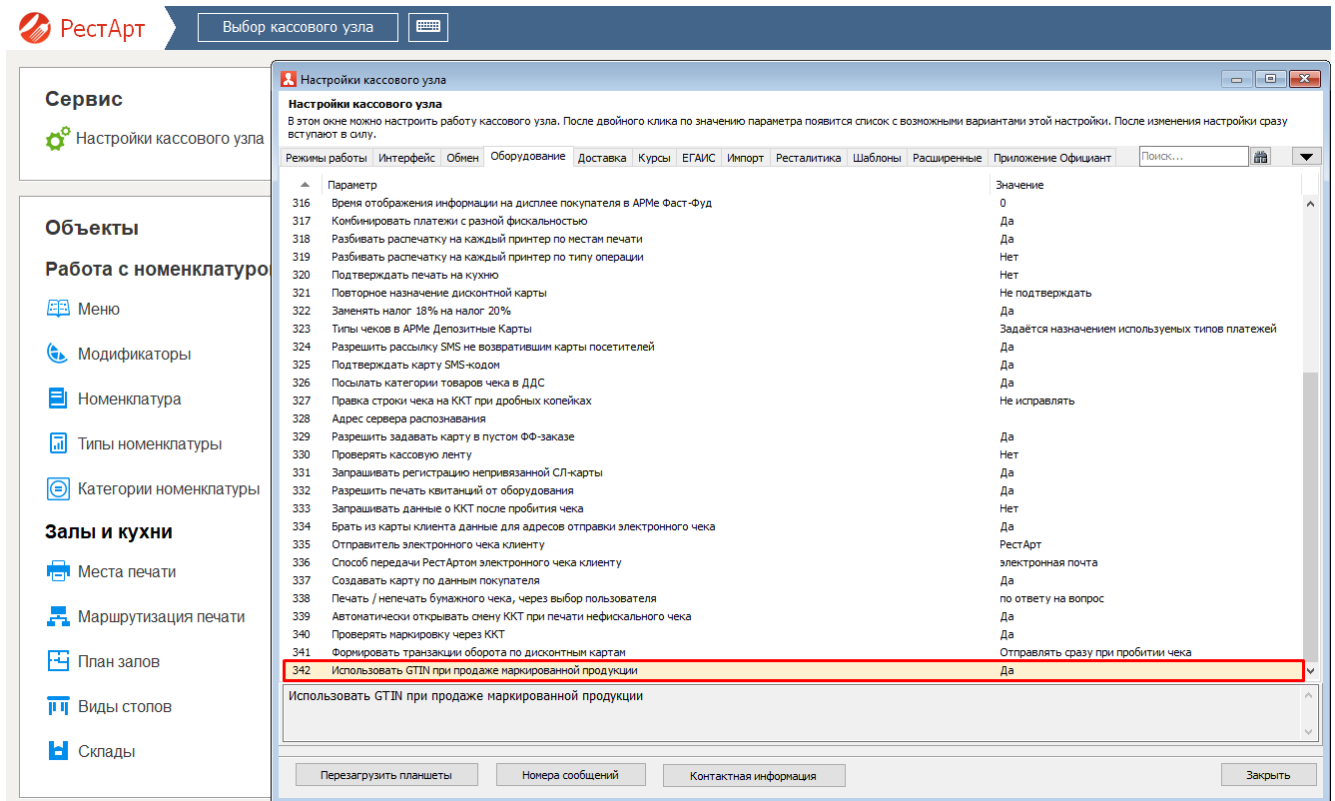 РестАрт
Выбор кассового узла
Сервис
Настройки кассового узла
Объекты
Работа с номенклатурой
Меню
Модификаторы
Номенклатура
Типы номенклатуры
Категории номенклатуры
Залы и кухни
Места печати
Маршрутизация печати
План залов
Виды столов
Склады
Настройки кассового узла
Настройки кассового узла
В этом окне можно настроить работу кассового узла. После двойного клика по значению параметра появится список с возможными вариантами этой настройки. После изменения настройки сразу
вступают в силу.
Режимы работы Интерфейс Обмен Оборудование Доставка Курсы ЕГАИС Импорт Ресталитика Шаблоны Расширенные Приложение Официант Поиск...
Параметр Значение
316 Время отображения информации на дисплее покупателя в АРМе Фаст-Фуд 0
317 Комбинировать платежи с разной фискальностью Да
318 Разбивать распечатку на каждый принтер по местам печати Да
319 Разбивать распечатку на каждый принтер по типу операции Нет
320 Подтверждать печать на кухню Нет
321 Повторное назначение дисконтной карты Не подтверждать
322 Заменять налог 18% на налог 20% Да
323 Типы чеков в АРМе Депозитные Карты Задаётся назначением используемых типов платежей
324 Разрешить рассылку SMS не возвратившим карты посетителей Да
325 Подтверждать карту SMS-кодом Да
326 Посылать категории товаров чека в ДДС Да
327 Правка строки чека на ККТ при дробных копейках Не исправлять
328 Адрес сервера распознавания
329 Разрешить задавать карту в пустом ФФ-заказе Да
330 Проверять кассовую ленту Нет
331 Запрашивать регистрацию непривязанной СЛ-карты Да
332 Разрешить печать квитанций от оборудования Да
333 Запрашивать данные о ККТ после пробития чека Нет
334 Брать из карты клиента данные для адресов отправки электронного чека Да
335 Отправитель электронного чека клиенту РестАрт
336 Способ передачи РестАртом электронного чека клиенту электронная почта
337 Создавать карту по данным покупателя Да
338 Печать / непечать бумажного чека, через выбор пользователя по ответу на вопрос
339 Автоматически открывать смену ККТ при печати нефискального чека Да
340 Проверять маркировку через ККТ Да
341 Формировать транзакции оборота по дисконтным картам Отправлять сразу при пробитии чека
342 Использовать GTIN при продаже маркированной продукции Да
Использовать GTIN при продаже маркированной продукции
Перезагрузить планшеты Номера сообщений Контактная информация Закрыть